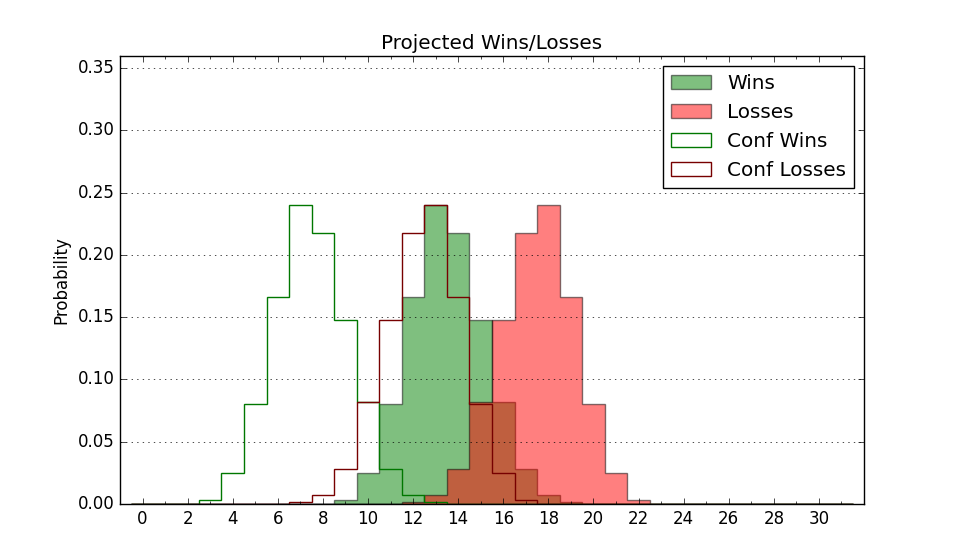 Projected Wins/Losses
0.35
0.30
0.25
0.20
0.15
0.10
0.05
0.00
Probability
Wins
Losses
Conf Wins
Conf Losses
0 2 4 6 8 10 12 14 16 18 20 22 24 26 28 30